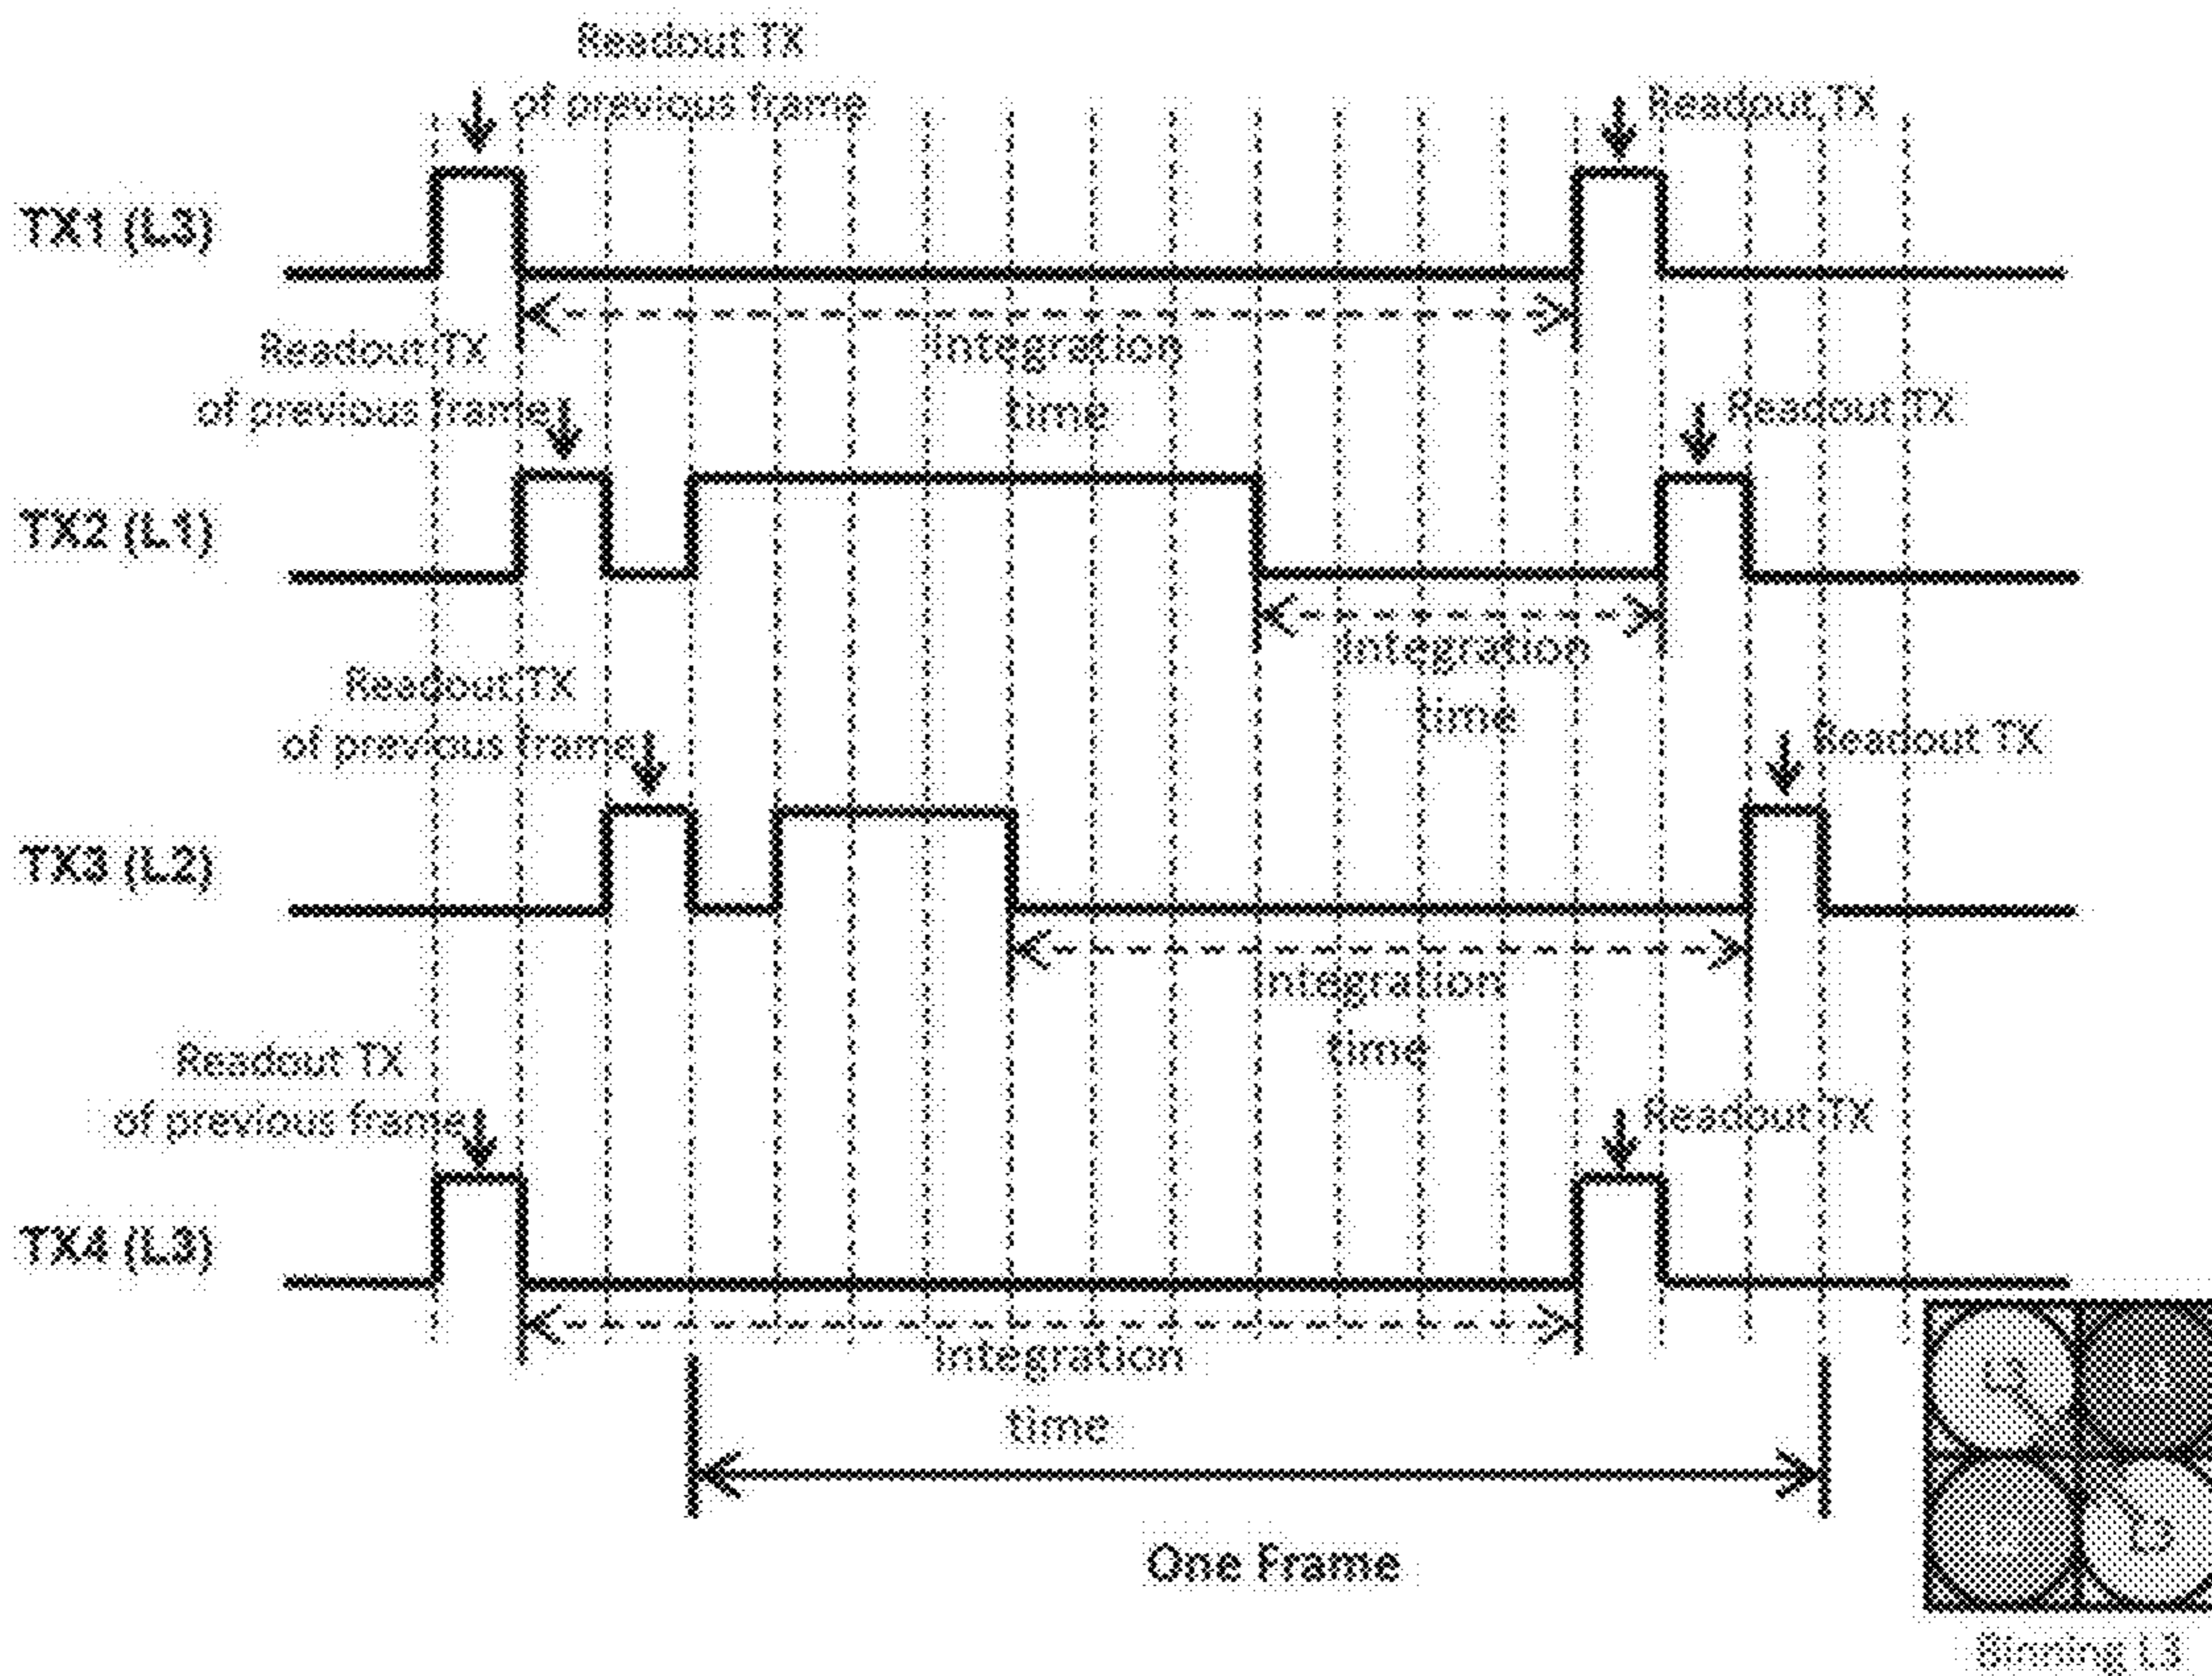 Readout TX
of previous frame
Readout TX
TX1 (L3)
Integration
time
Readout TX
of previous frame
Readout TX
TX2 (L1)
Integration
time
Readout TX
of previous frame
Readout TX
TX3 (L2)
Integration
time
Readout TX
of previous frame
Readout TX
TX4 (L3)
Integration
time
One Frame
Binning L3